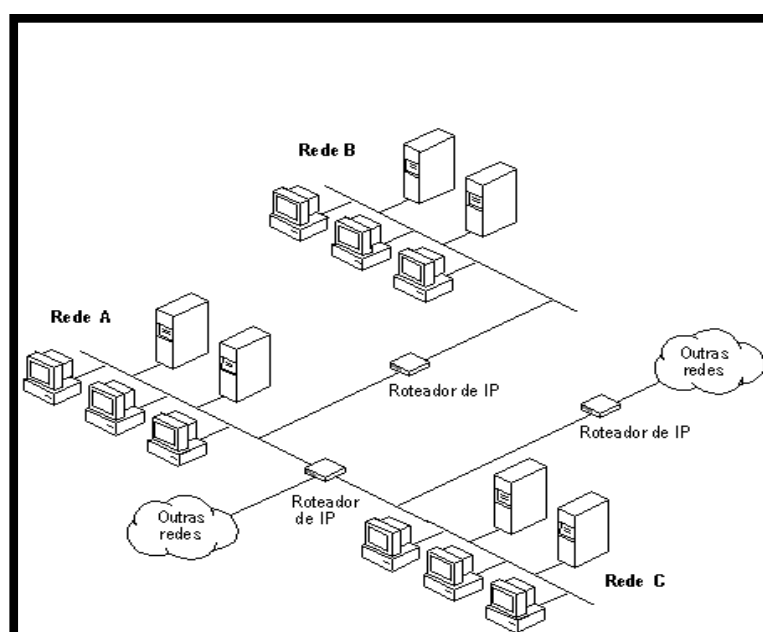 Rede B
Rede A
Outras
redes
Roteador de IP
Roteador de IP
Roteador
de IP
Outras
redes
Rede C